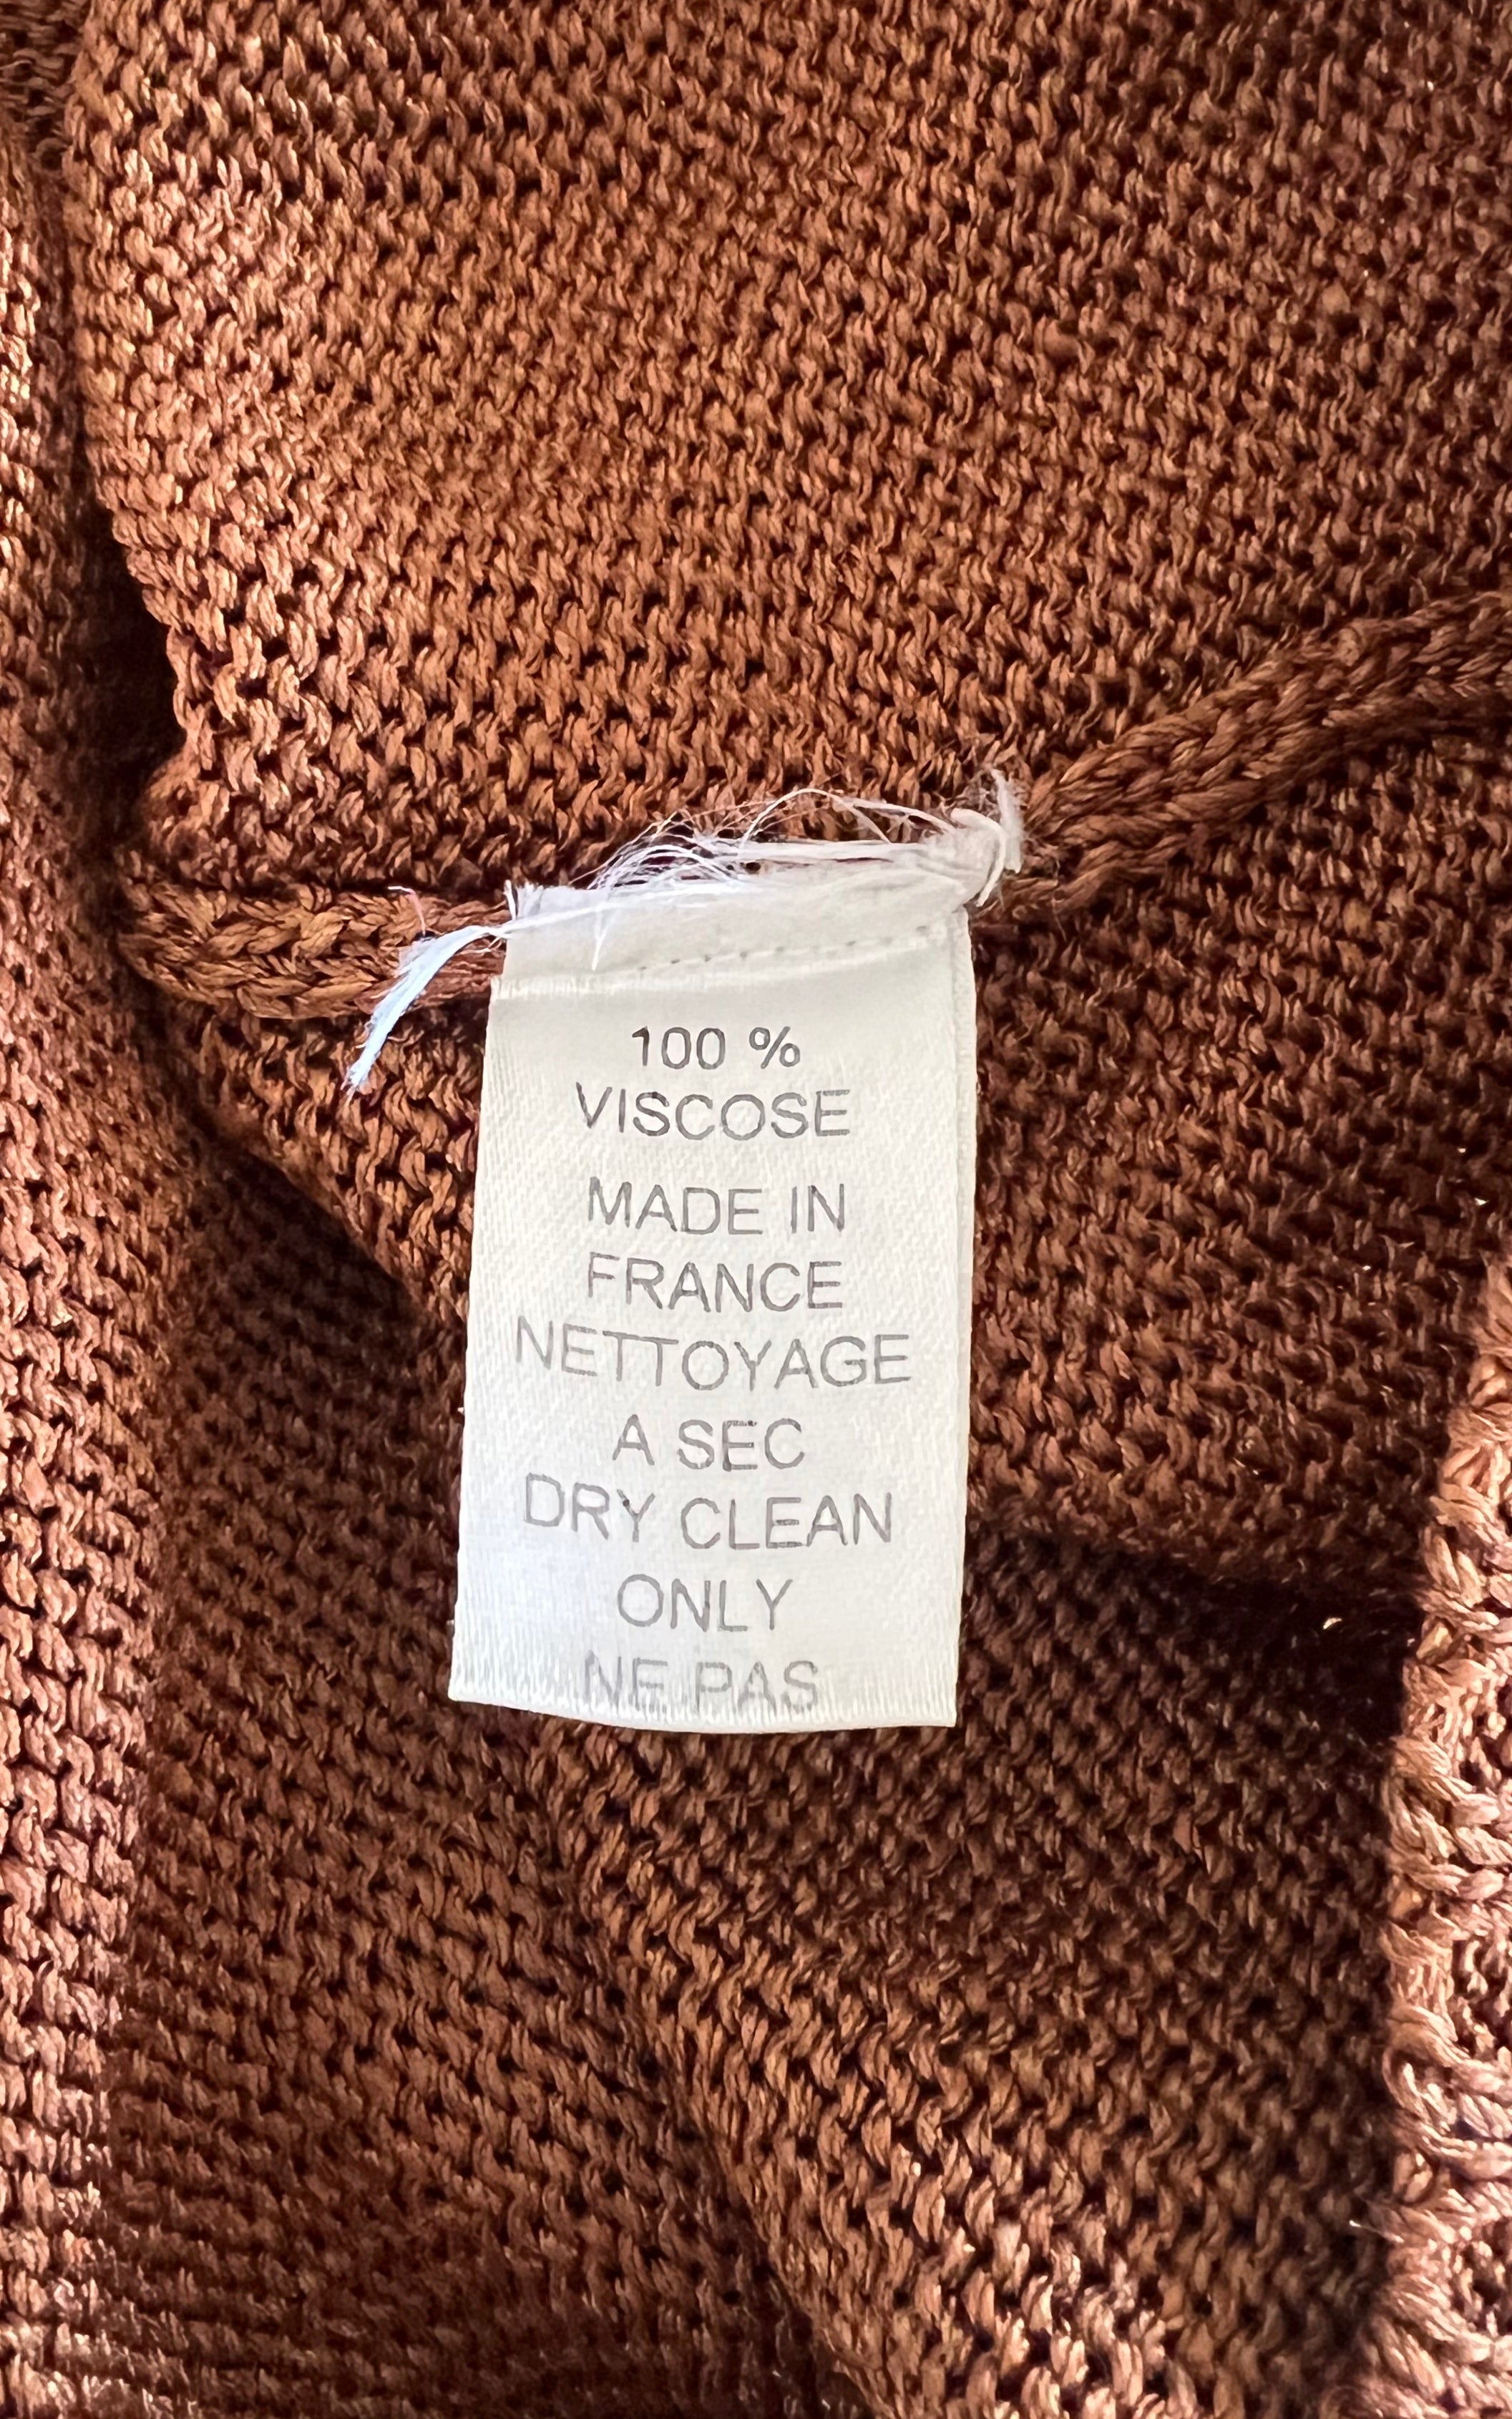 100 %
VISCOSE
MADE IN
FRANCE
NETTOYAGE
A SEC
DRY CLEAN
ONLY
NE PAS